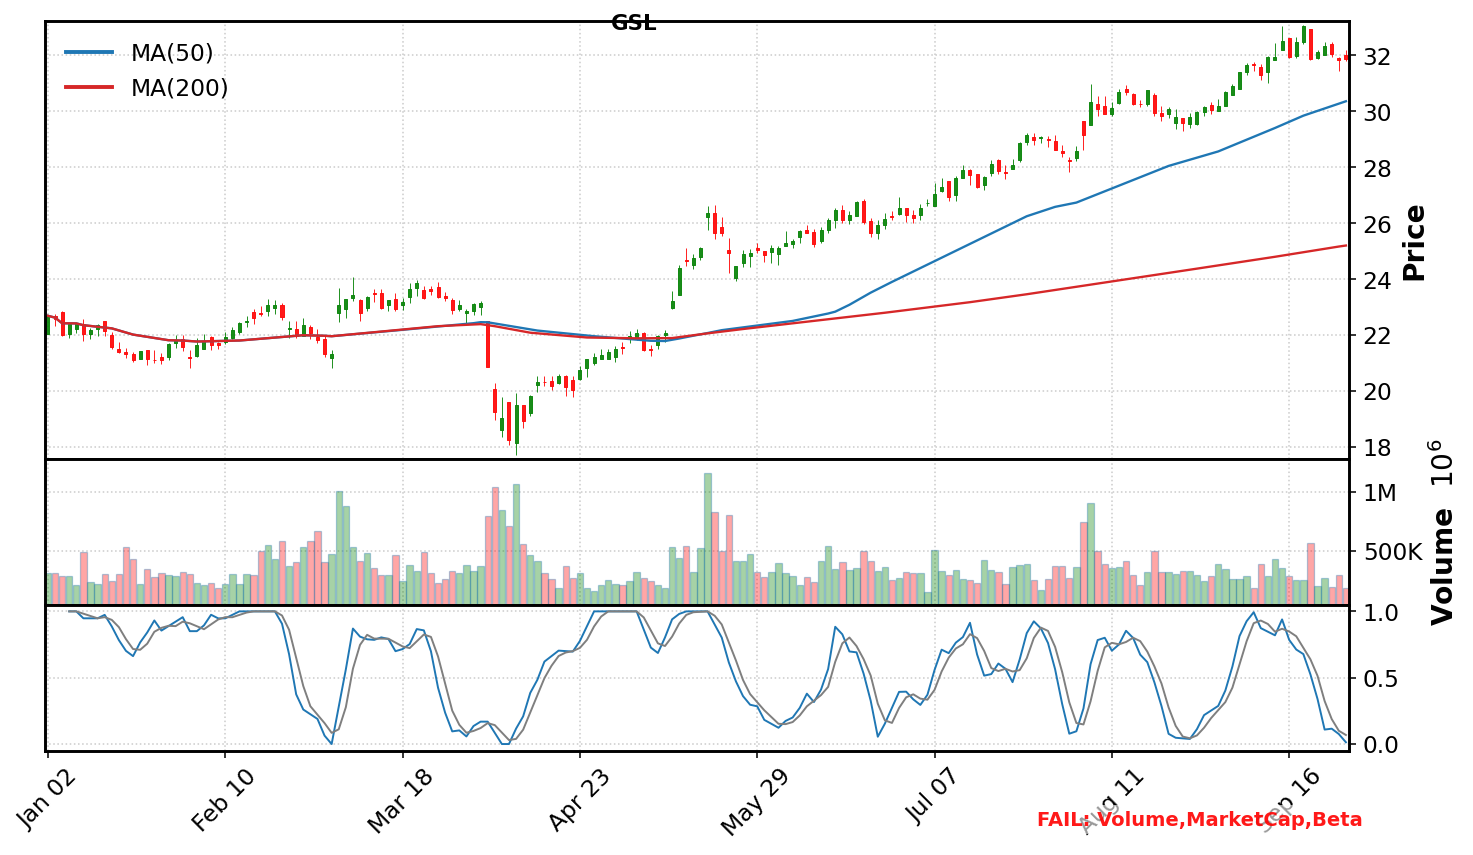 GSL
MA(50)
MA(200)
32
30
28
26
24
22
20
18
Price
1M
500K
Volume 10^6
1.0
0.5
0.0
Jan 02
Feb 10
Mar 18
Apr 23
May 29
Jul 07
Aug 11
Sep 16
FAIL: Volume,MarketCap,Beta